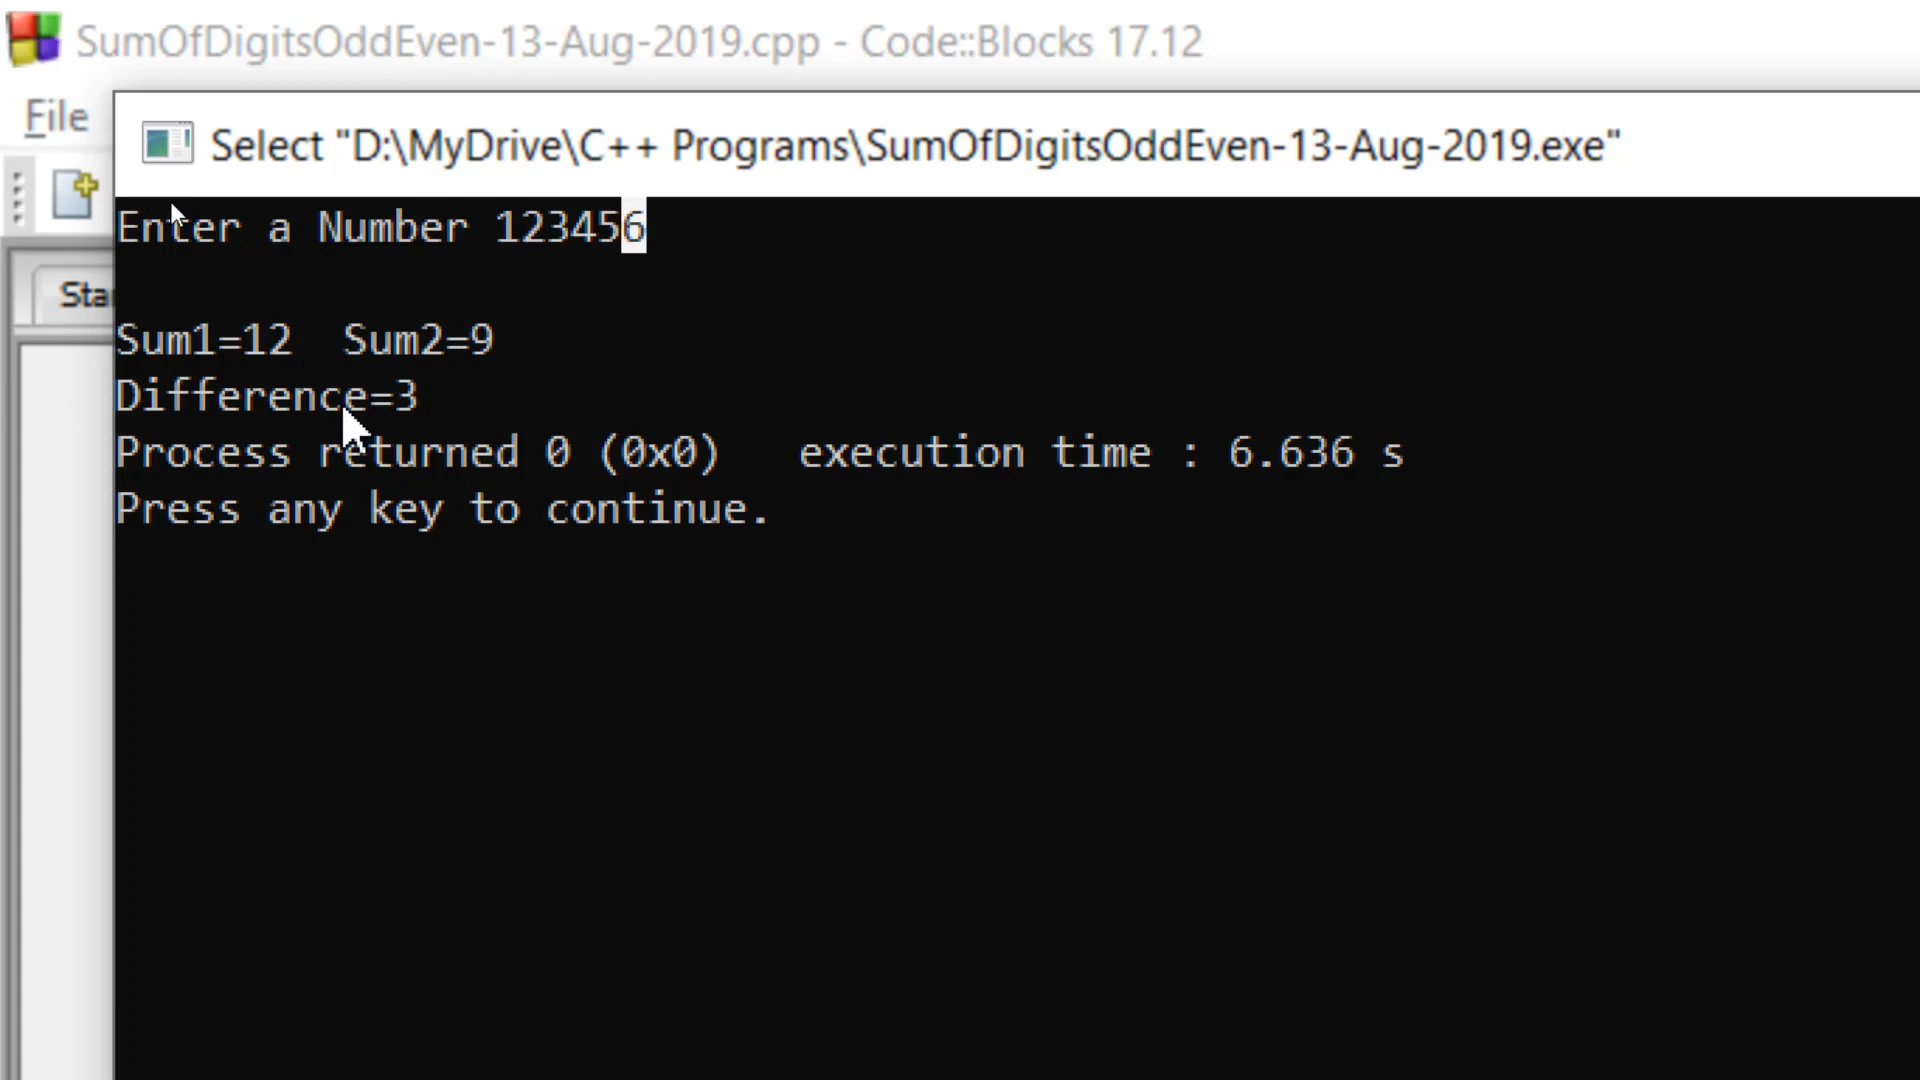 SumOfDigitsOddEven-13-Aug-2019.cpp - Code::Blocks 17.12
File
Select "D:\MyDrive\C++ Programs\SumOfDigitsOddEven-13-Aug-2019.exe"
Enter a Number 123456
Sta
Sum1=12  Sum2=9
Difference=3
Process returned 0 (0x0)   execution time : 6.636 s
Press any key to continue.